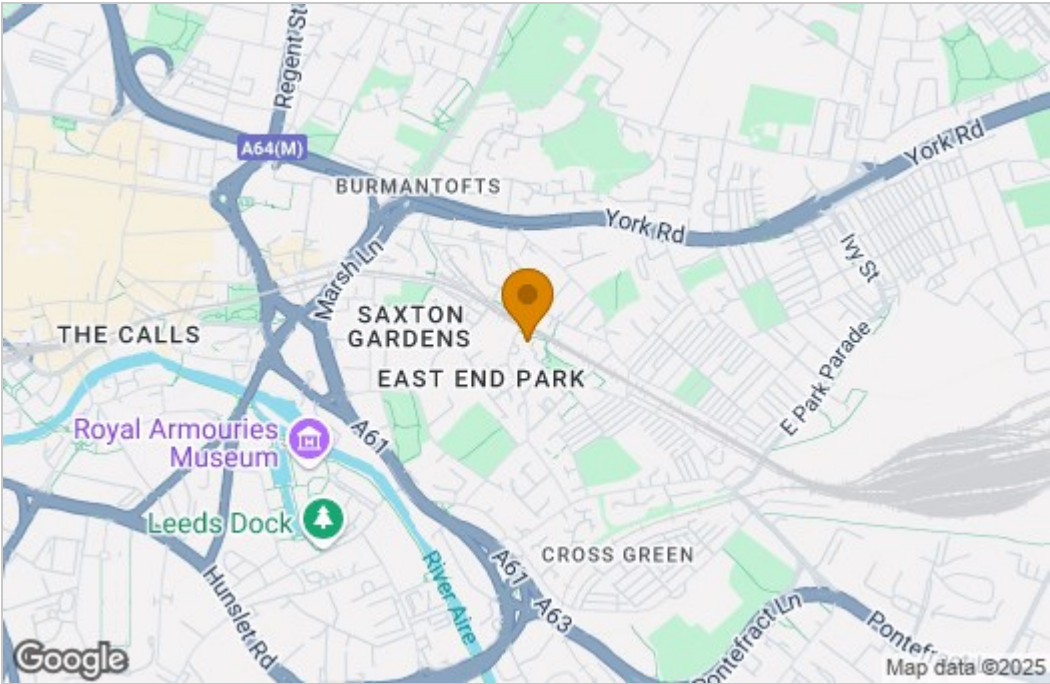 Regent St
A64(M)
York Rd
BURMANTOFTS
York Rd
Ivy St
Marsh Ln
SAXTON
GARDENS
THE CALLS
EAST END PARK
E Park Parade
Royal Armouries
Museum
A61
Leeds Dock
River Aire
CROSS GREEN
A61
A63
Hunslet Rd
Pontefract Ln
Pontefract Ln
Google
Map data ©2025